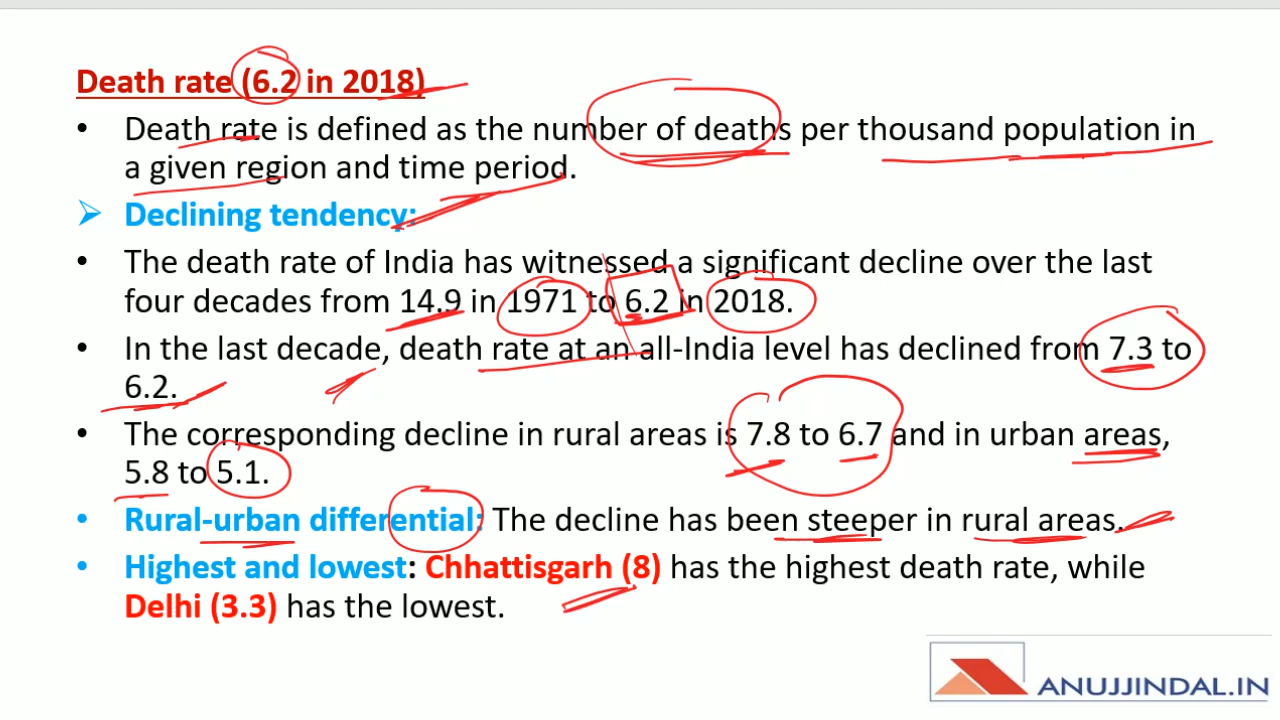 Death rate (6.2 in 2018)
• Death rate is defined as the number of deaths per thousand population in
a given region and time period.
➢ Declining tendency:
• The death rate of India has witnessed a significant decline over the last
four decades from 14.9 in 1971 to 6.2 in 2018.
• In the last decade, death rate at an all-India level has declined from 7.3 to
6.2.
• The corresponding decline in rural areas is 7.8 to 6.7 and in urban areas,
5.8 to 5.1.
• Rural-urban differential: The decline has been steeper in rural areas.
• Highest and lowest: Chhattisgarh (8) has the highest death rate, while
Delhi (3.3) has the lowest.
ANUJJINDAL.IN